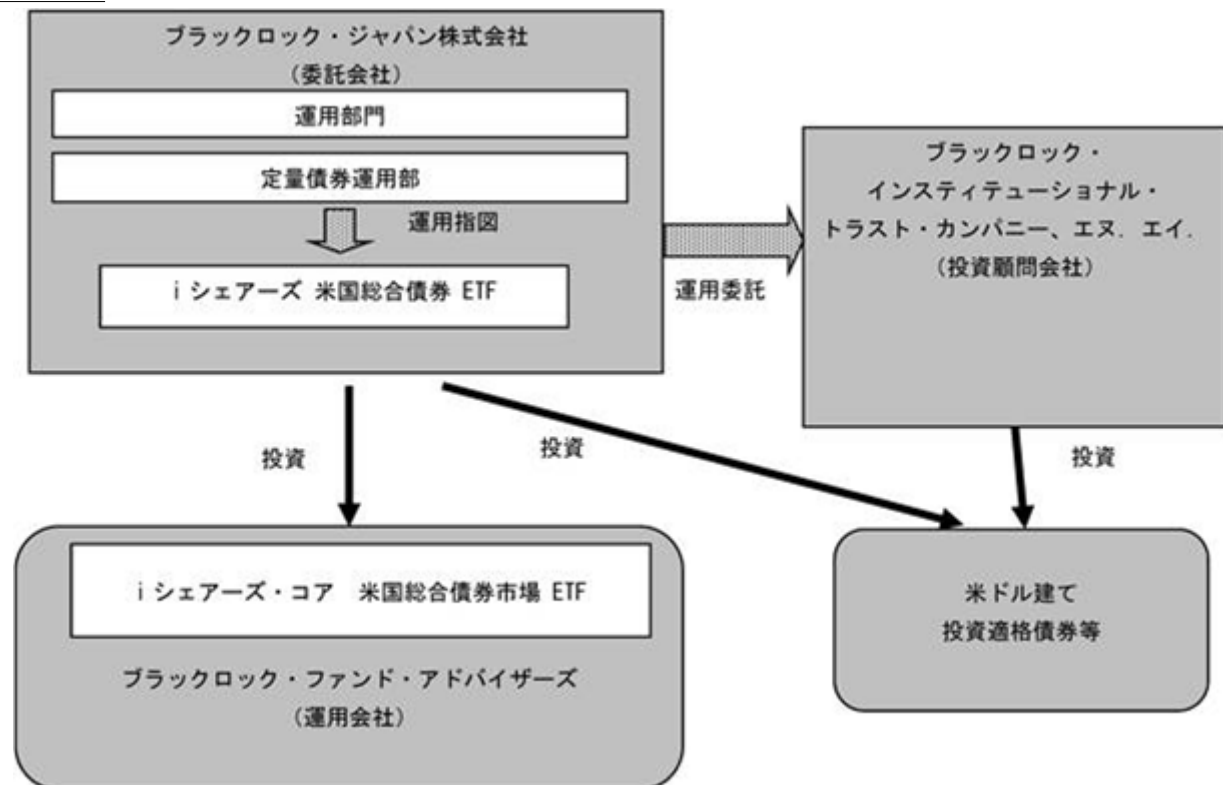 ブラックロック・ジャパン株式会社
(委託会社)
運用部門
定量債券運用部
運用指図
i シェアーズ 米国総合債券 ETF
運用委託
ブラックロック・
インスティテューショナル・
トラスト・カンパニー、エヌ. エイ.
(投資顧問会社)
投資
投資
投資
i シェアーズ・コア 米国総合債券市場 ETF
ブラックロック・ファンド・アドバイザーズ
(運用会社)
米ドル建て
投資適格債券等